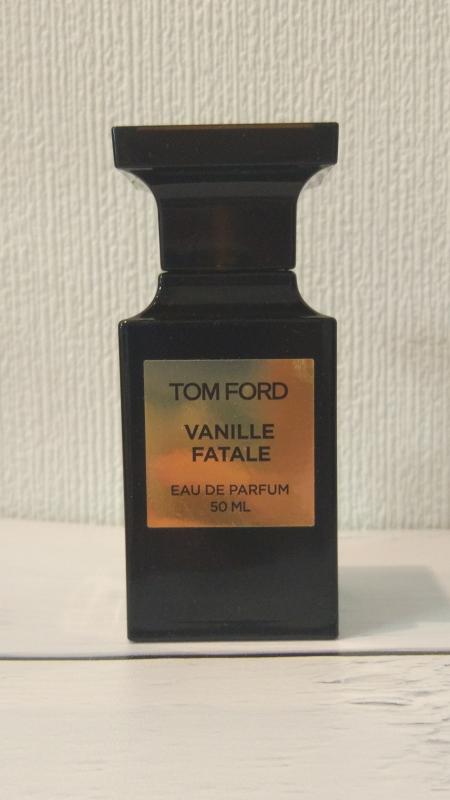 TOM FORD
VANILLE
FATALE
EAU DE PARFUM
50 ML